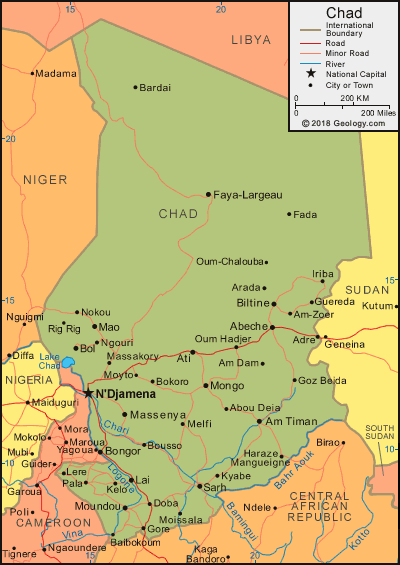 15
20
Chad
International
Boundary
Road
Minor Road
River
National Capital
City or Town
0 200 KM
0 200 Miles
© 2018 Geology.com
LIBYA
Madama
Bardai
20
NIGER
Faya-Largeau
CHAD
Fada
Oum-Chalouba
Iriba
15
Arada
SUDAN
15
Biltine
Guereda
Kutum
Nguigmi
Nokou
Am-Zoer
Rig Rig
Mao
Abeche
Ngouri
Oum Hadjer
Adre
Geneina
Bol
Diffa
Lake
Chad
Massakory
Ati
Am Dam
Moyto
NIGERIA
Bokoro
Mongo
Goz Beida
N'Djamena
Maiduguri
Massenya
Abou Deia
Mora
Chari
Melfi
Am Timan
Mokolo
Maroua
SOUTH
SUDAN
Yagoua
Bongor
Bousso
Birao
Mubi
Haraze
Mangueigne
10
Guider
Logone
Bahr Aouk
Lere
Lai
Kyabe
Garoua
Pala
Kelo
Sarh
CENTRAL
AFRICAN
REPUBLIC
Poli
Moundou
Doba
Bamingui
Ndele
Moissala
CAMEROON
Vina
Gore
Kotto
Baibokoum
Tignere
Ngaoundere
Kaga
Bandoro
15
20